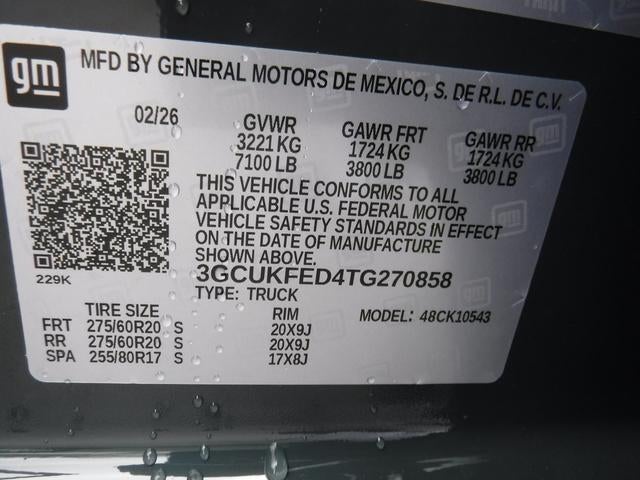 gm
MFD BY GENERAL MOTORS DE MEXICO, S. DE R.L. DE C.V.
02/26 GVWR GAWR FRT GAWR RR
3221 KG 1724 KG 1724 KG
7100 LB 3800 LB 3800 LB
THIS VEHICLE CONFORMS TO ALL
APPLICABLE U.S. FEDERAL MOTOR
VEHICLE SAFETY STANDARDS IN EFFECT
ON THE DATE OF MANUFACTURE
SHOWN ABOVE.
229K 3GCUKFED4TG270858
TYPE: TRUCK
TIRE SIZE RIM MODEL: 48CK10543
FRT 275/60R20 S 20X9J
RR 275/60R20 S 20X9J
SPA 255/80R17 S 17X8J